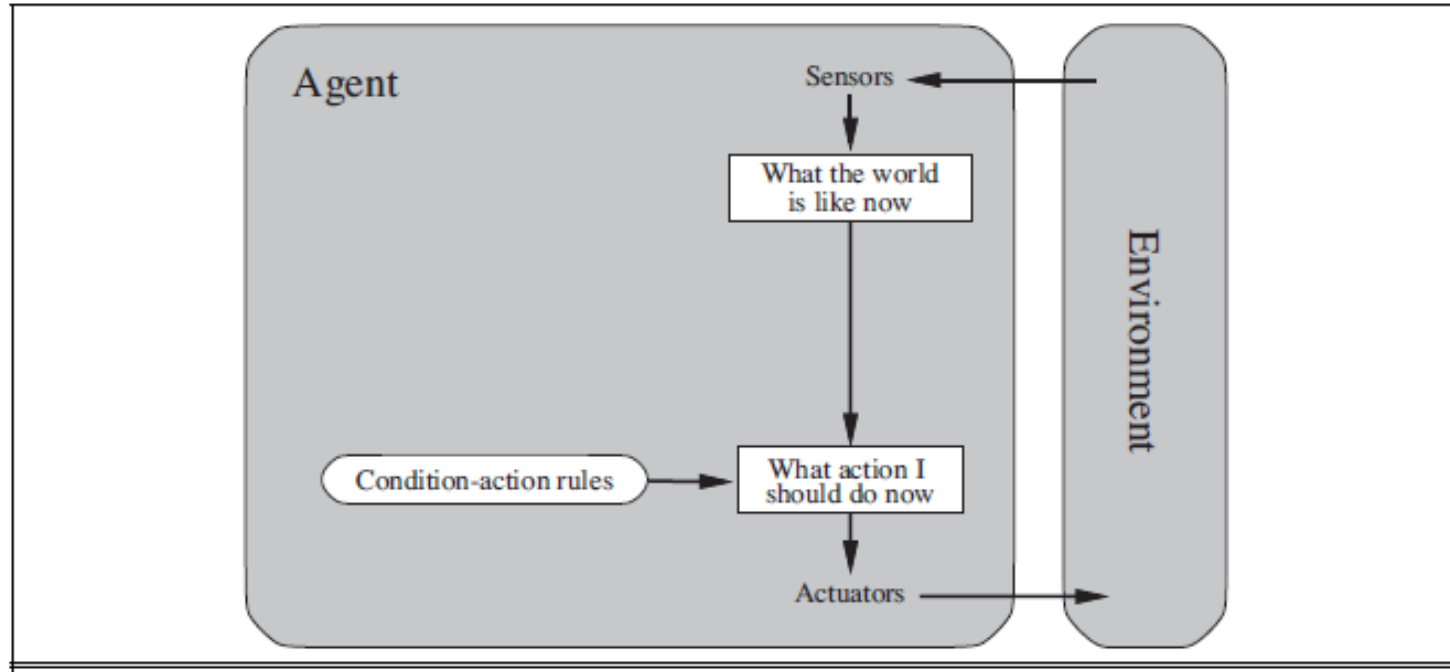 Agent
Sensors
What the world
is like now
Environment
Condition-action rules
What action I
should do now
Actuators